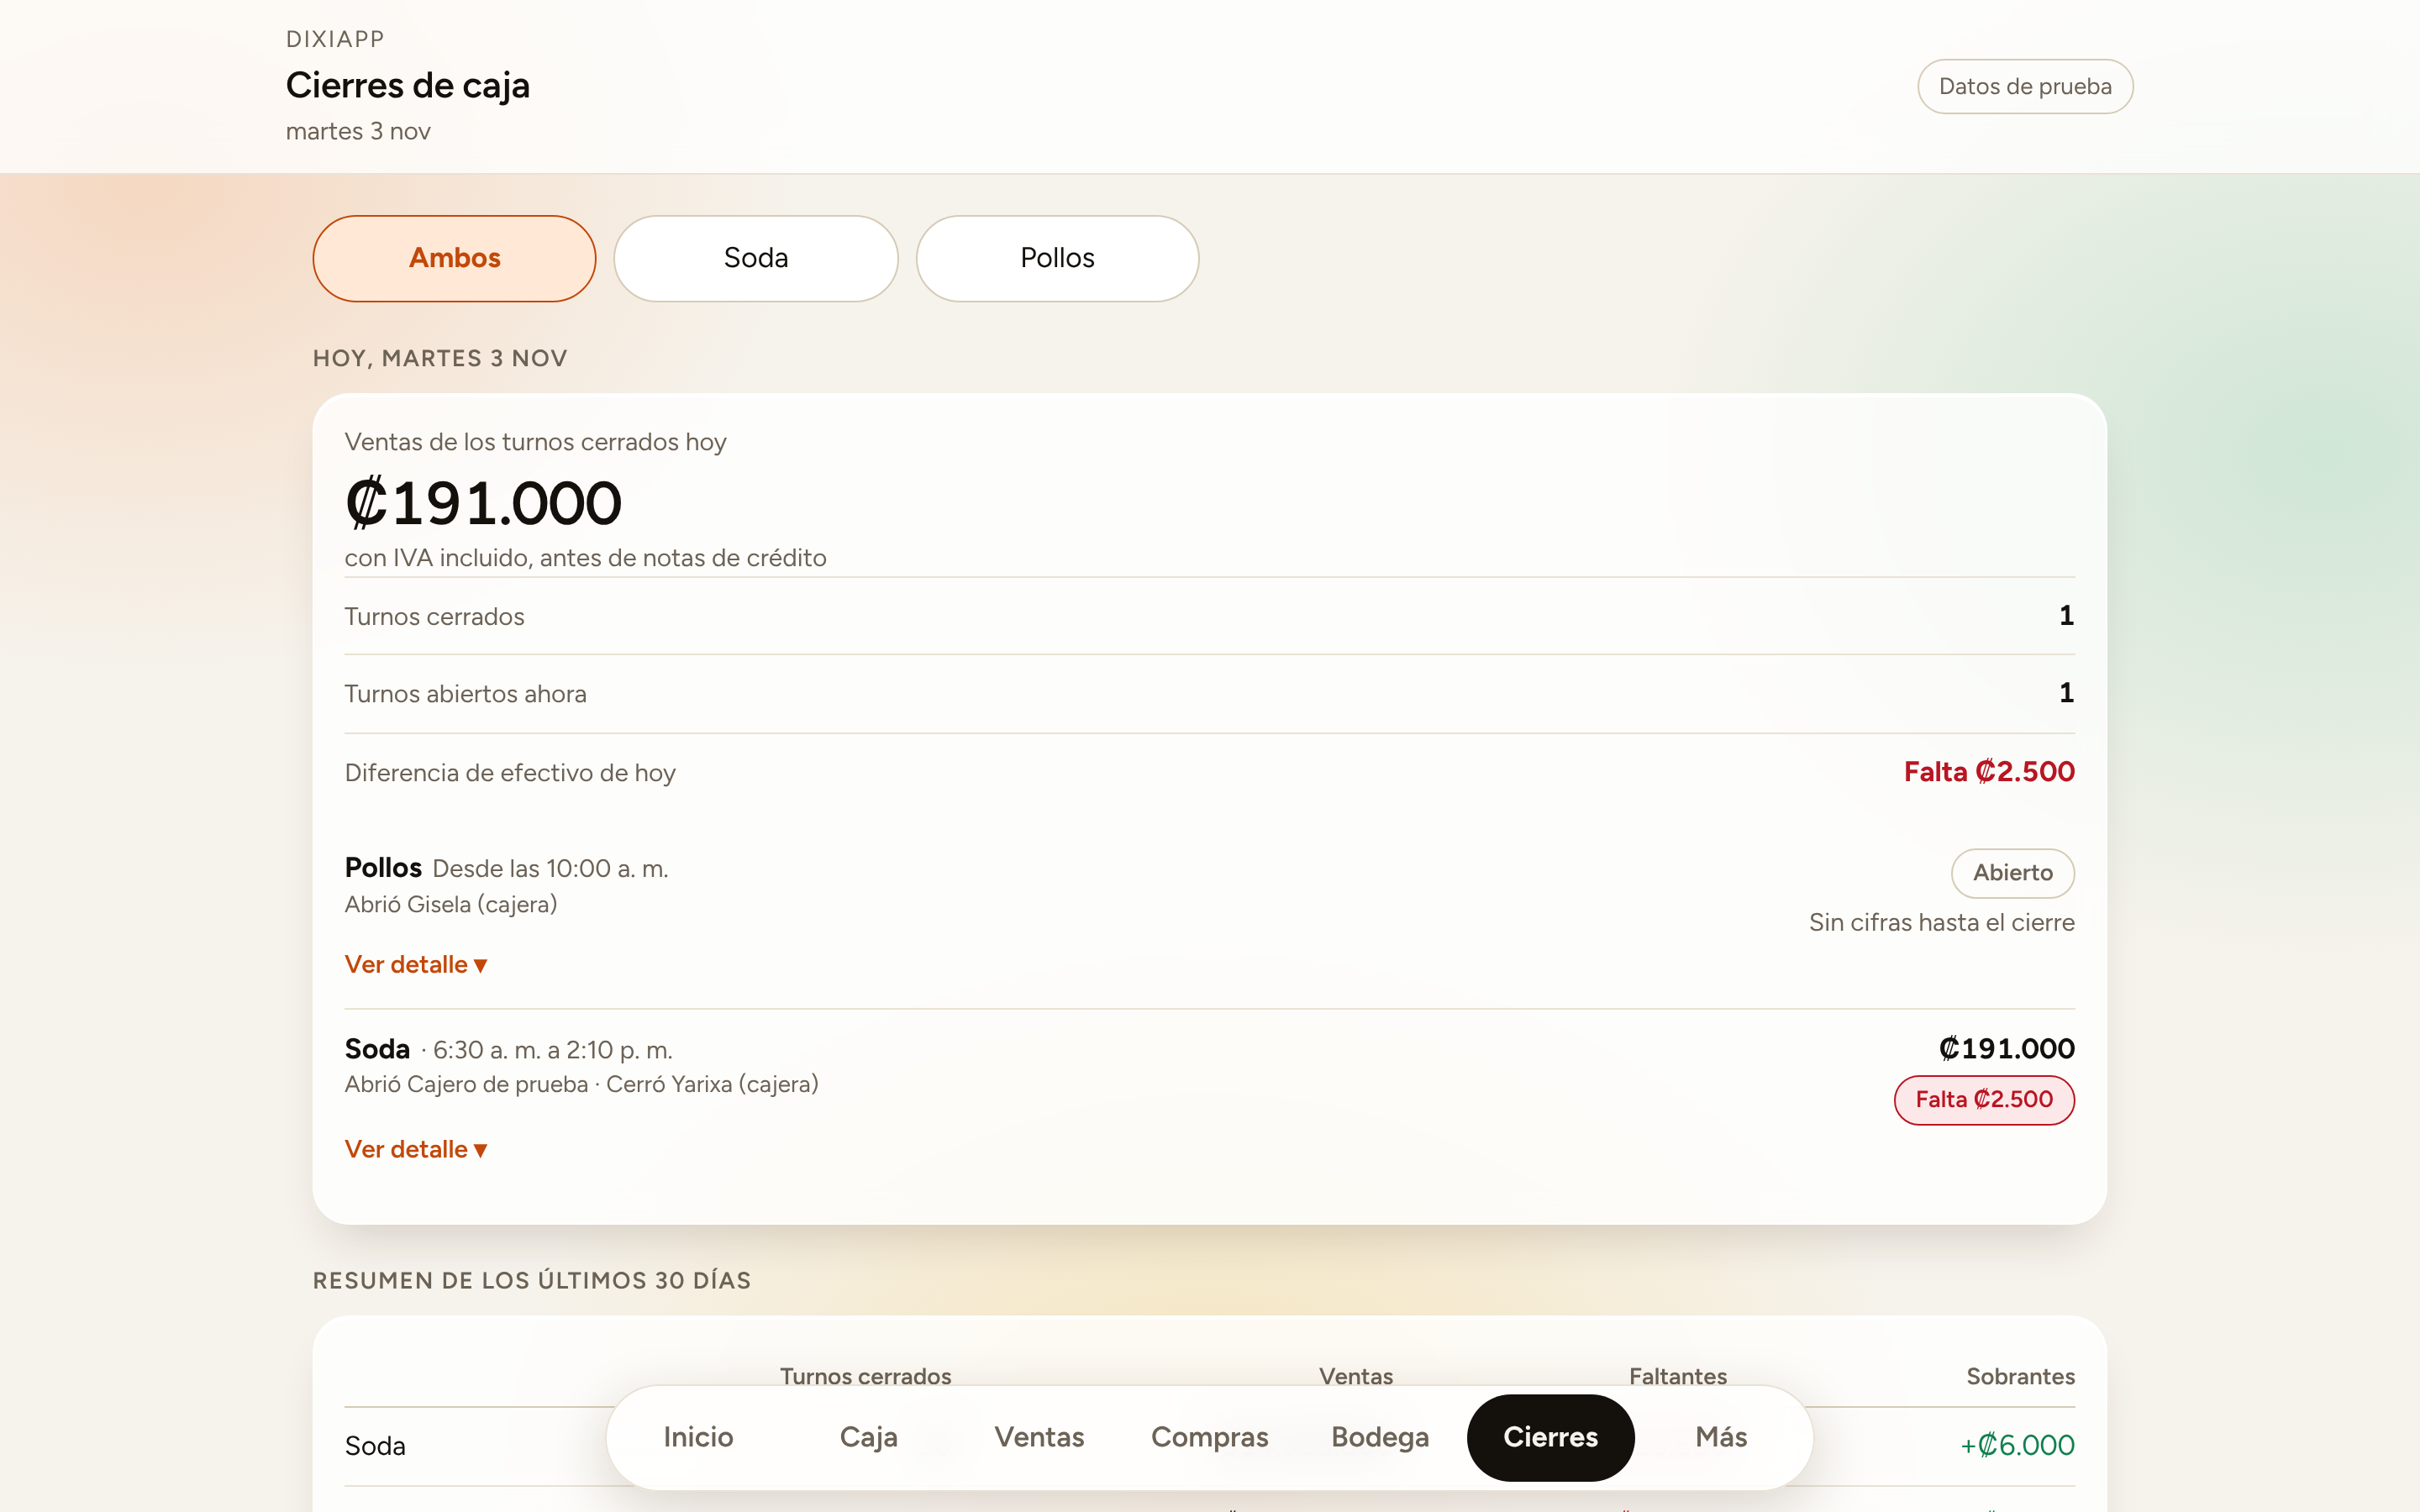 DIXIAPP
Cierres de caja
martes 3 nov
Datos de prueba
Ambos
Soda
Pollos
HOY, MARTES 3 NOV
Ventas de los turnos cerrados hoy
₡191.000
con IVA incluido, antes de notas de crédito
Turnos cerrados 1
Turnos abiertos ahora 1
Diferencia de efectivo de hoy Falta ₡2.500
Pollos Desde las 10:00 a. m. Abierto
Abrió Gisela (cajera) Sin cifras hasta el cierre
Ver detalle ▾
Soda · 6:30 a. m. a 2:10 p. m. ₡191.000
Abrió Cajero de prueba · Cerró Yarixa (cajera) Falta ₡2.500
Ver detalle ▾
RESUMEN DE LOS ÚLTIMOS 30 DÍAS
Turnos cerrados Ventas Faltantes Sobrantes
Soda +₡6.000
Inicio Caja Ventas Compras Bodega Cierres Más